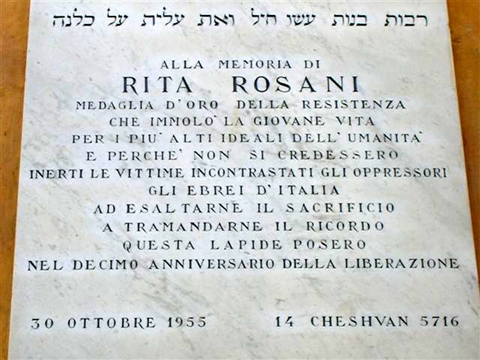 רבות בנות עשו חיל ואת עלית על כלנה
ALLA MEMORIA DI
RITA ROSANI
MEDAGLIA D'ORO DELLA RESISTENZA
CHE IMMOLO' LA GIOVANE VITA
PER I PIU' ALTI IDEALI DELL'UMANITA'
E PERCHE' NON SI CREDESSERO
INERTI LE VITTIME INCONTRASTATI GLI OPPRESSORI
GLI EBREI D'ITALIA
AD ESALTARNE IL SACRIFICIO
A TRAMANDARNE IL RICORDO
QUESTA LAPIDE POSERO
NEL DECIMO ANNIVERSARIO DELLA LIBERAZIONE
30 OTTOBRE 1955 14 CHESHVAN 5716